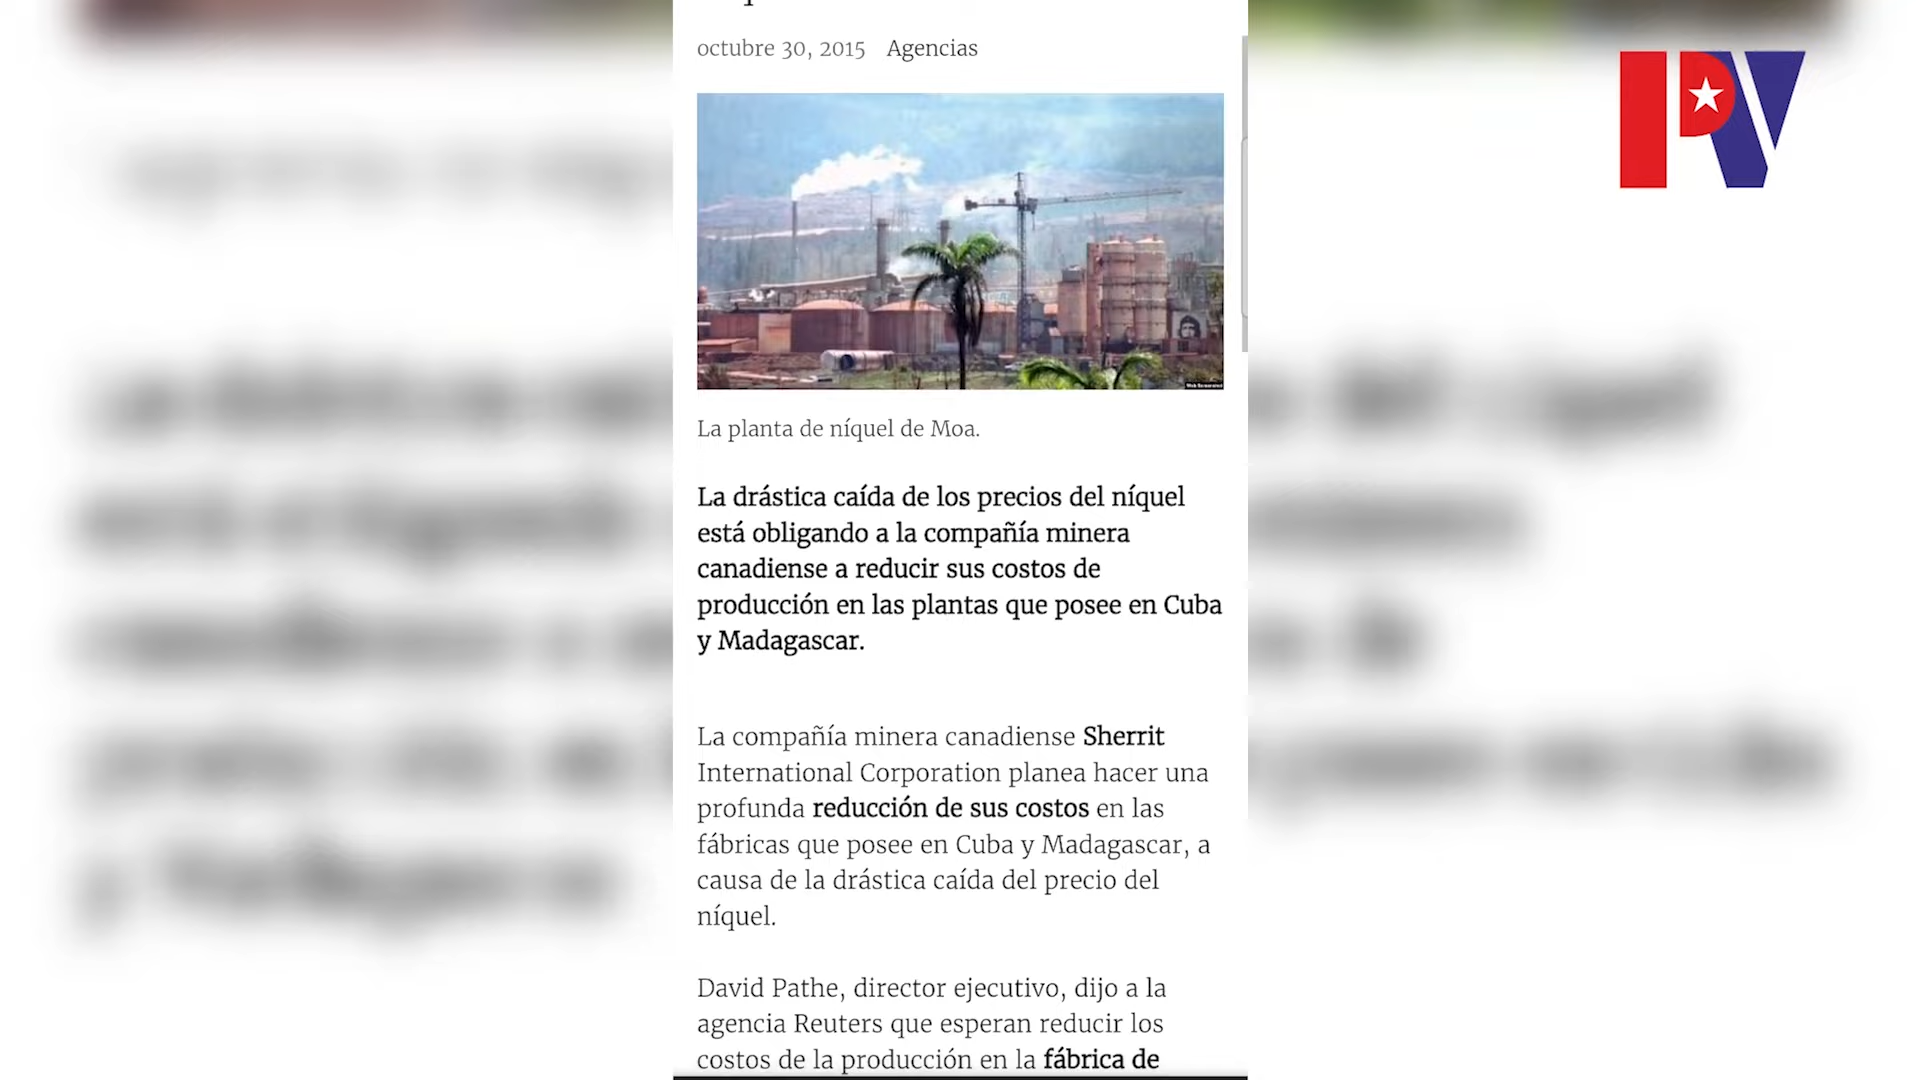 octubre 30, 2015 Agencias
La planta de níquel de Moa.
La drástica caída de los precios del níquel
está obligando a la compañía minera
canadiense a reducir sus costos de
producción en las plantas que posee en Cuba
y Madagascar.
La compañía minera canadiense Sherrit
International Corporation planea hacer una
profunda reducción de sus costos en las
fábricas que posee en Cuba y Madagascar, a
causa de la drástica caída del precio del
níquel.
David Pathe, director ejecutivo, dijo a la
agencia Reuters que esperan reducir los
costos de la producción en la fábrica de